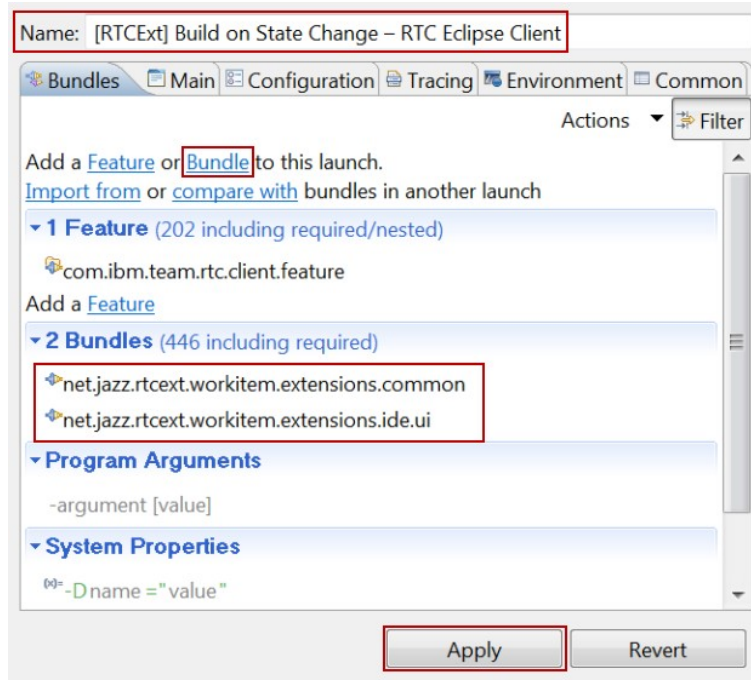 Name: [RTCExt] Build on State Change – RTC Eclipse Client
Bundles Main Configuration Tracing Environment Common
Actions Filter
Add a Feature or Bundle to this launch.
Import from or compare with bundles in another launch
1 Feature (202 including required/nested)
com.ibm.team.rtc.client.feature
Add a Feature
2 Bundles (446 including required)
net.jazz.rtcext.workitem.extensions.common
net.jazz.rtcext.workitem.extensions.ide.ui
Program Arguments
-argument [value]
System Properties
(x)= -Dname ="value"
Apply Revert